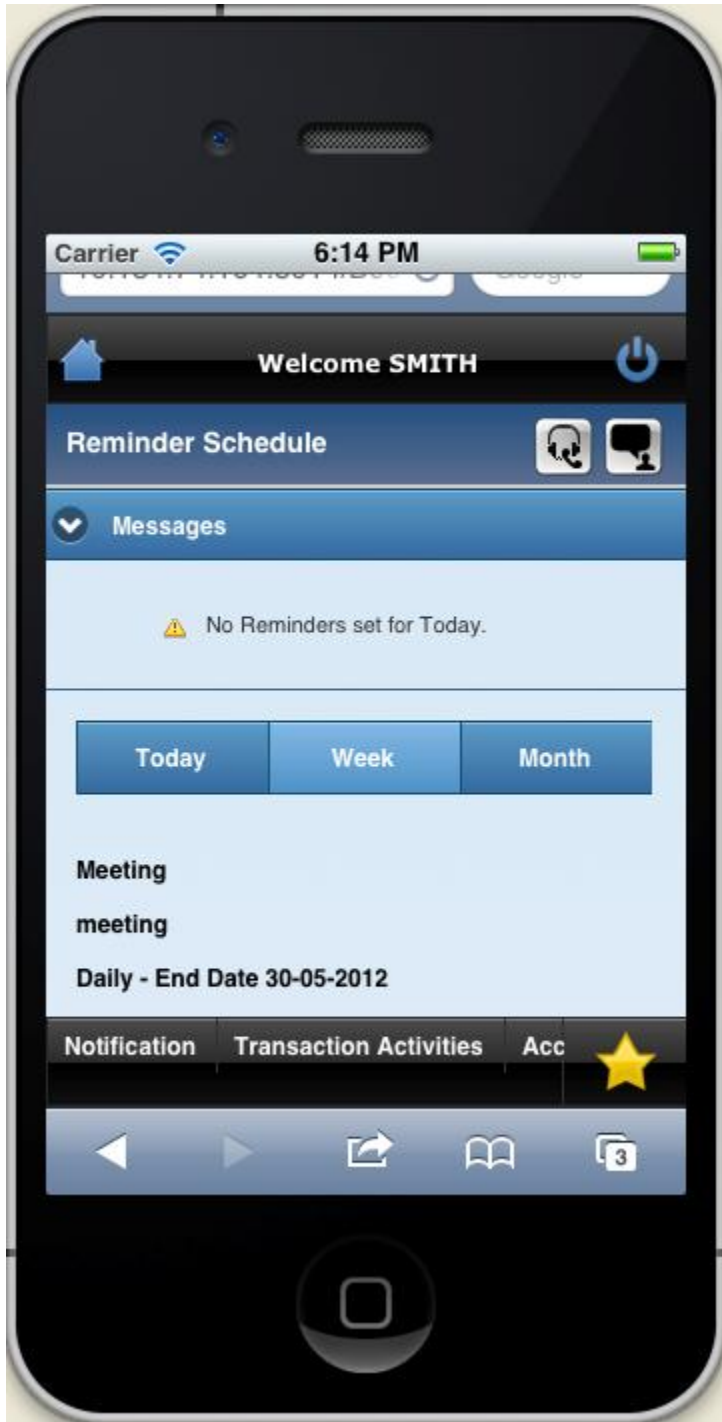 Carrier 6:14 PM
Google
Welcome SMITH
Reminder Schedule
Messages
No Reminders set for Today.
Today Week Month
Meeting
meeting
Daily - End Date 30-05-2012
Notification Transaction Activities Acc
3